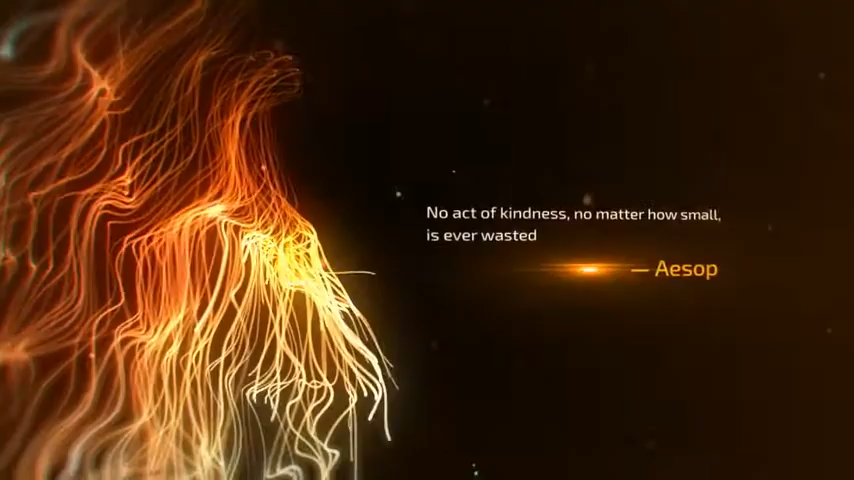 No act of kindness, no matter how small,
is ever wasted
— Aesop